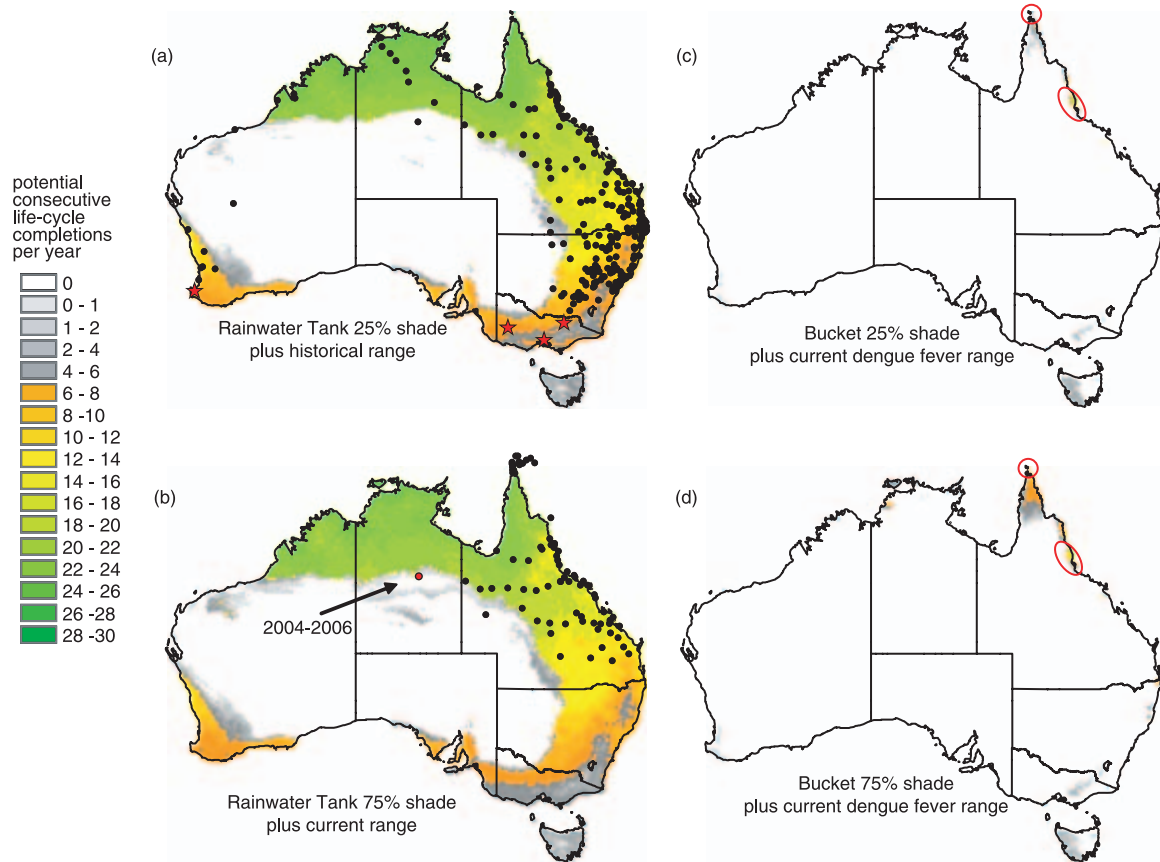 potential
consecutive
life-cycle
completions
per year
0
0 - 1
1 - 2
2 - 4
4 - 6
6 - 8
8 -10
10 - 12
12 - 14
14 - 16
16 - 18
18 - 20
20 - 22
22 - 24
24 - 26
26 -28
28 -30
(a)
Rainwater Tank 25% shade
plus historical range
(c)
Bucket 25% shade
plus current dengue fever range
(b)
2004-2006
Rainwater Tank 75% shade
plus current range
(d)
Bucket 75% shade
plus current dengue fever range